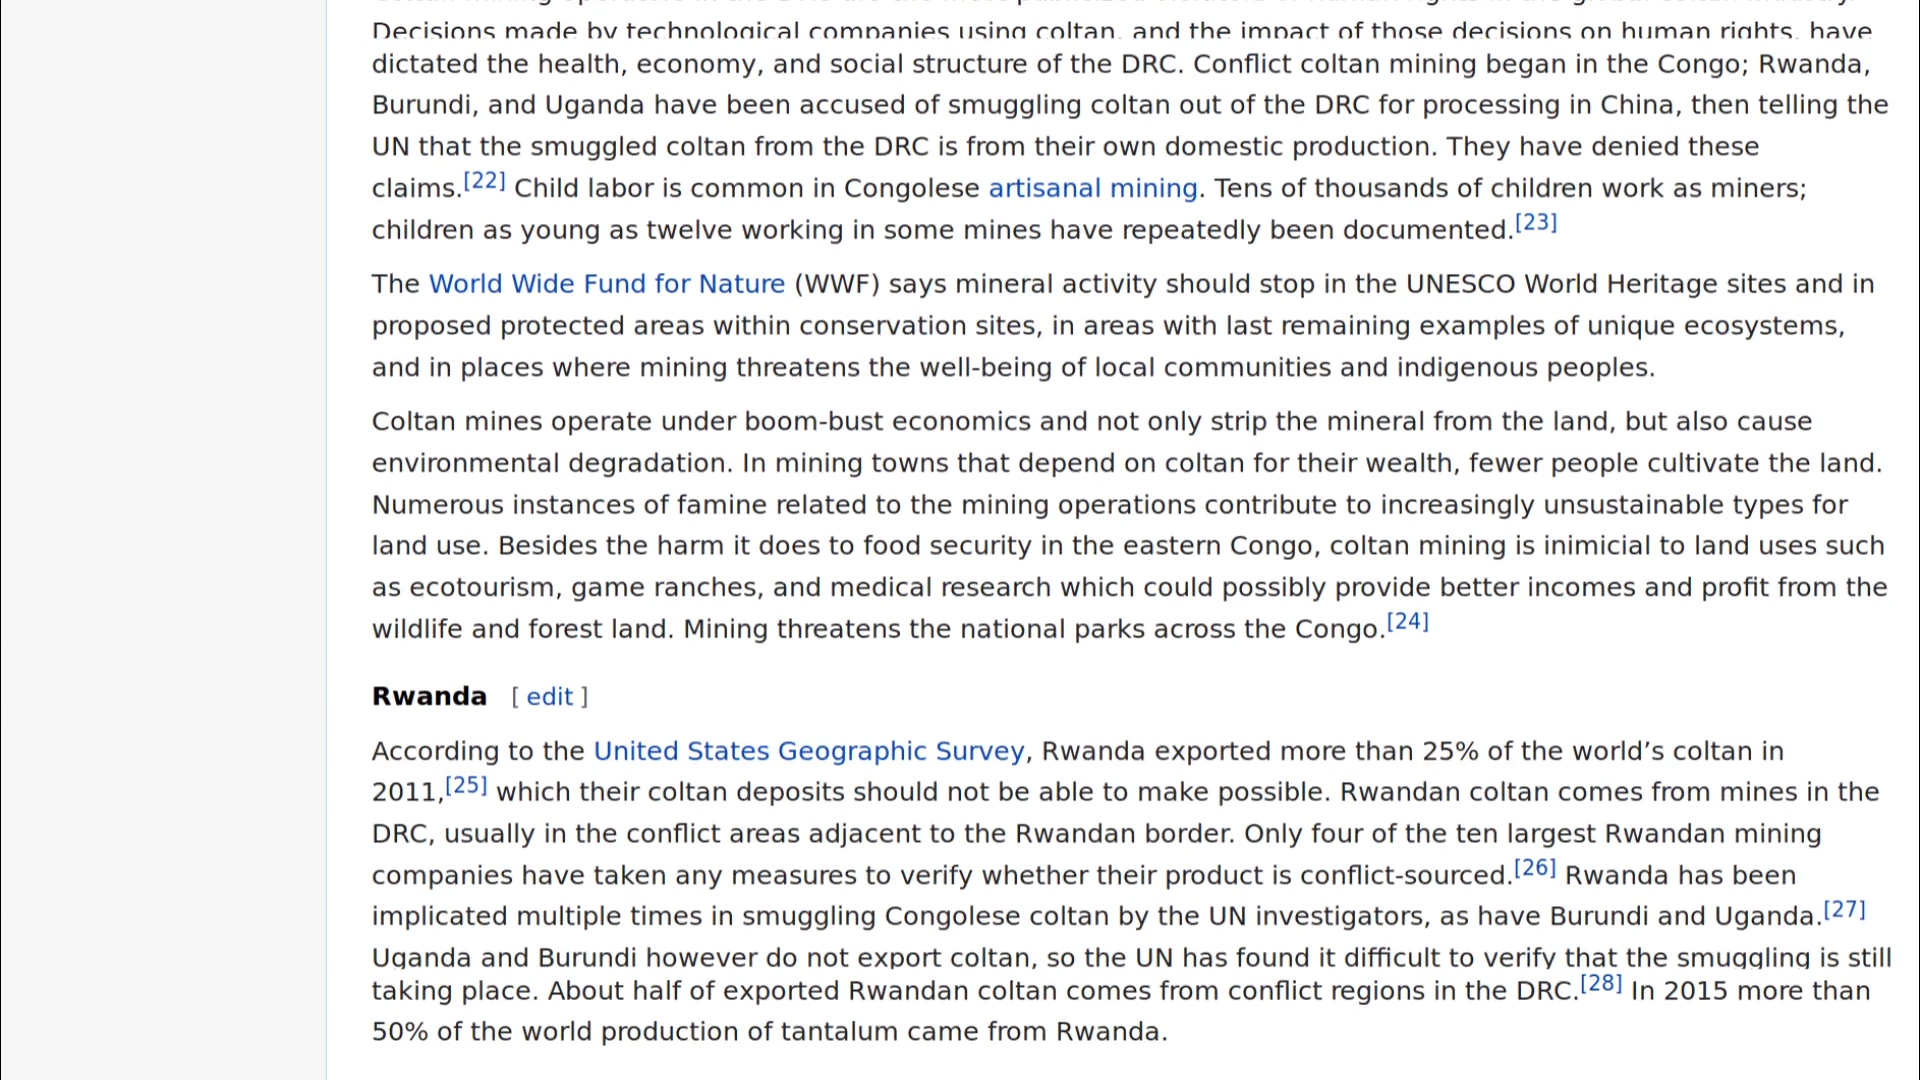 Decisions made by technological companies using coltan, and the impact of those decisions on human rights, have
dictated the health, economy, and social structure of the DRC. Conflict coltan mining began in the Congo; Rwanda,
Burundi, and Uganda have been accused of smuggling coltan out of the DRC for processing in China, then telling the
UN that the smuggled coltan from the DRC is from their own domestic production. They have denied these
claims.[22] Child labor is common in Congolese artisanal mining. Tens of thousands of children work as miners;
children as young as twelve working in some mines have repeatedly been documented.[23]
The World Wide Fund for Nature (WWF) says mineral activity should stop in the UNESCO World Heritage sites and in
proposed protected areas within conservation sites, in areas with last remaining examples of unique ecosystems,
and in places where mining threatens the well-being of local communities and indigenous peoples.
Coltan mines operate under boom-bust economics and not only strip the mineral from the land, but also cause
environmental degradation. In mining towns that depend on coltan for their wealth, fewer people cultivate the land.
Numerous instances of famine related to the mining operations contribute to increasingly unsustainable types for
land use. Besides the harm it does to food security in the eastern Congo, coltan mining is inimicial to land uses such
as ecotourism, game ranches, and medical research which could possibly provide better incomes and profit from the
wildlife and forest land. Mining threatens the national parks across the Congo.[24]
Rwanda [ edit ]
According to the United States Geographic Survey, Rwanda exported more than 25% of the world’s coltan in
2011,[25] which their coltan deposits should not be able to make possible. Rwandan coltan comes from mines in the
DRC, usually in the conflict areas adjacent to the Rwandan border. Only four of the ten largest Rwandan mining
companies have taken any measures to verify whether their product is conflict-sourced.[26] Rwanda has been
implicated multiple times in smuggling Congolese coltan by the UN investigators, as have Burundi and Uganda.[27]
Uganda and Burundi however do not export coltan, so the UN has found it difficult to verify that the smuggling is still
taking place. About half of exported Rwandan coltan comes from conflict regions in the DRC.[28] In 2015 more than
50% of the world production of tantalum came from Rwanda.